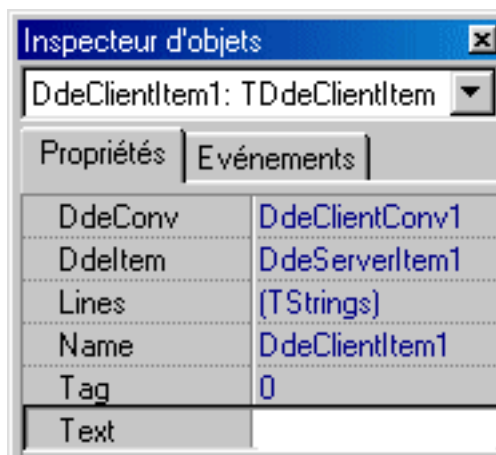 Inspecteur d'objets
DdeClientItem1: TDdeClientItem
Propriétés Evénements
DdeConv DdeClientConv1
DdeItem DdeServerItem1
Lines (TStrings)
Name DdeClientItem1
Tag 0
Text